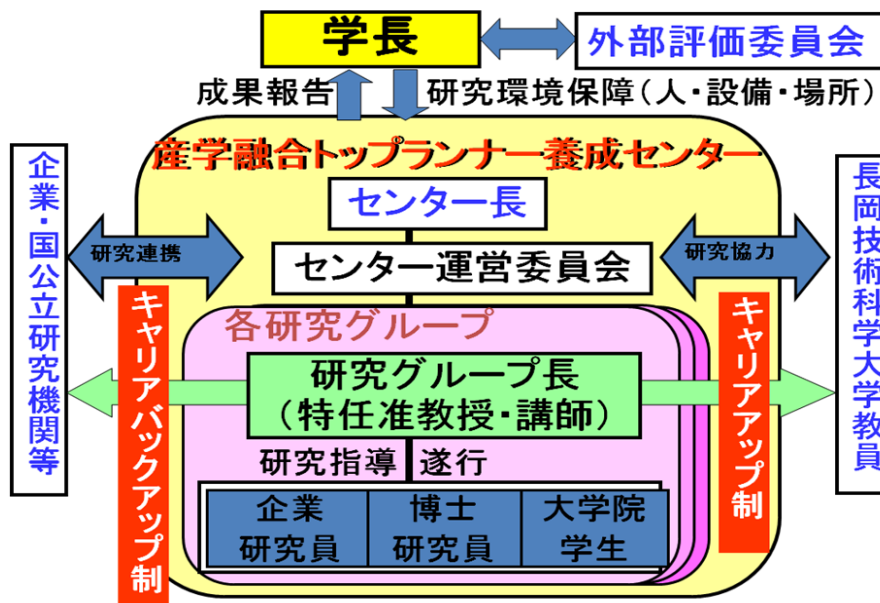 学長
外部評価委員会
成果報告
研究環境保障(人・設備・場所)
産学融合トップランナー養成センター
企業・国公立研究機関等
長岡技術科学大学教員
センター長
研究連携
研究協力
センター運営委員会
キャリアバックアップ制
キャリアアップ制
各研究グループ
研究グループ長
(特任准教授・講師)
研究指導 遂行
企業
研究員
博士
研究員
大学院
学生